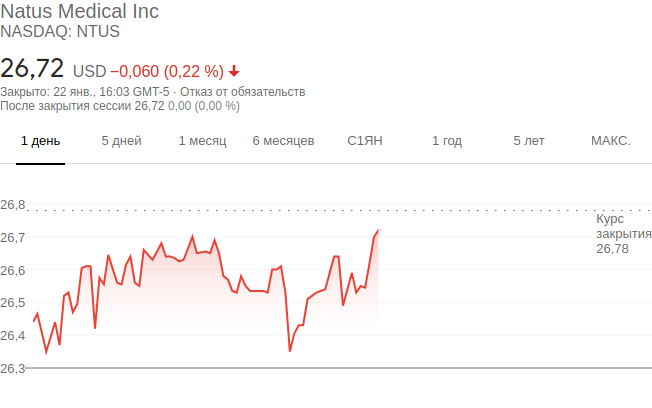 Natus Medical Inc
NASDAQ: NTUS
26,72 USD −0,060 (0,22 %)
Закрыто: 22 янв., 16:03 GMT-5 · Отказ от обязательств
После закрытия сессии 26,72 0,00 (0,00 %)
1 день 5 дней 1 месяц 6 месяцев С1ЯН 1 год 5 лет МАКС.
26,8
Курс
закрытия
26,78
26,7
26,6
26,5
26,4
26,3